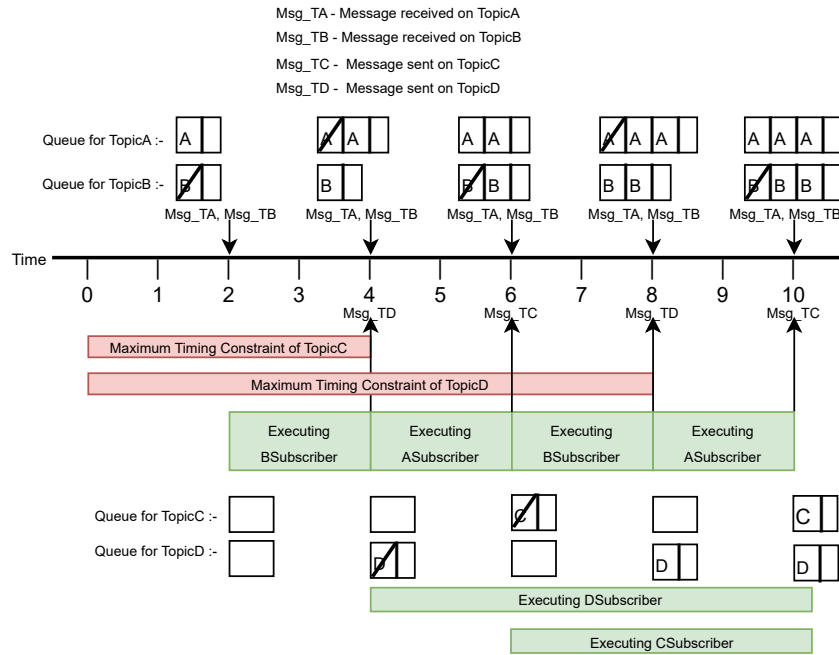 Msg_TA - Message received on TopicA
Msg_TB - Message received on TopicB
Msg_TC - Message sent on TopicC
Msg_TD - Message sent on TopicD
Queue for TopicA :- A A A A A A A A A A A
Queue for TopicB :- B B B B B B B B B
Msg_TA, Msg_TB Msg_TA, Msg_TB Msg_TA, Msg_TB Msg_TA, Msg_TB Msg_TA, Msg_TB
Time
0 1 2 3 4 5 6 7 8 9 10
Msg_TD Msg_TC Msg_TD Msg_TC
Maximum Timing Constraint of TopicC
Maximum Timing Constraint of TopicD
Executing Executing Executing Executing
BSubscriber ASubscriber BSubscriber ASubscriber
Queue for TopicC :- C C
Queue for TopicD :- D D D
Executing DSubscriber
Executing CSubscriber